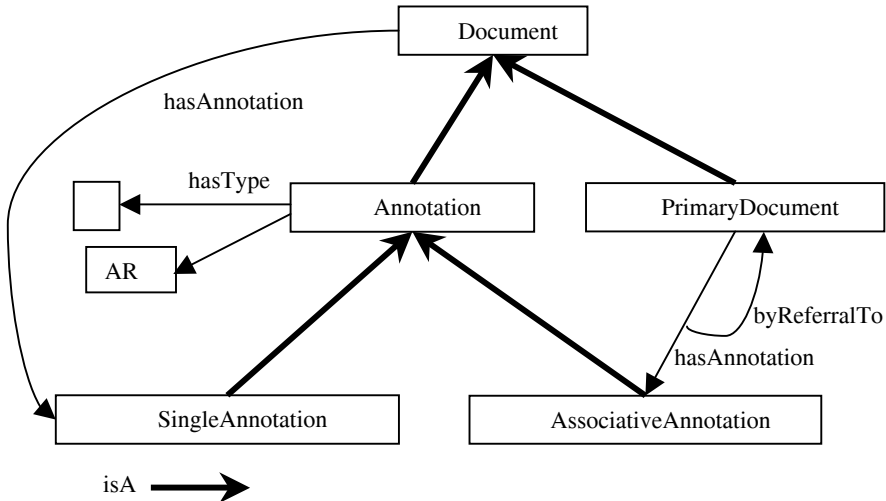 Document
hasAnnotation
hasType
Annotation
PrimaryDocument
AR
byReferralTo
hasAnnotation
SingleAnnotation
AssociativeAnnotation
isA